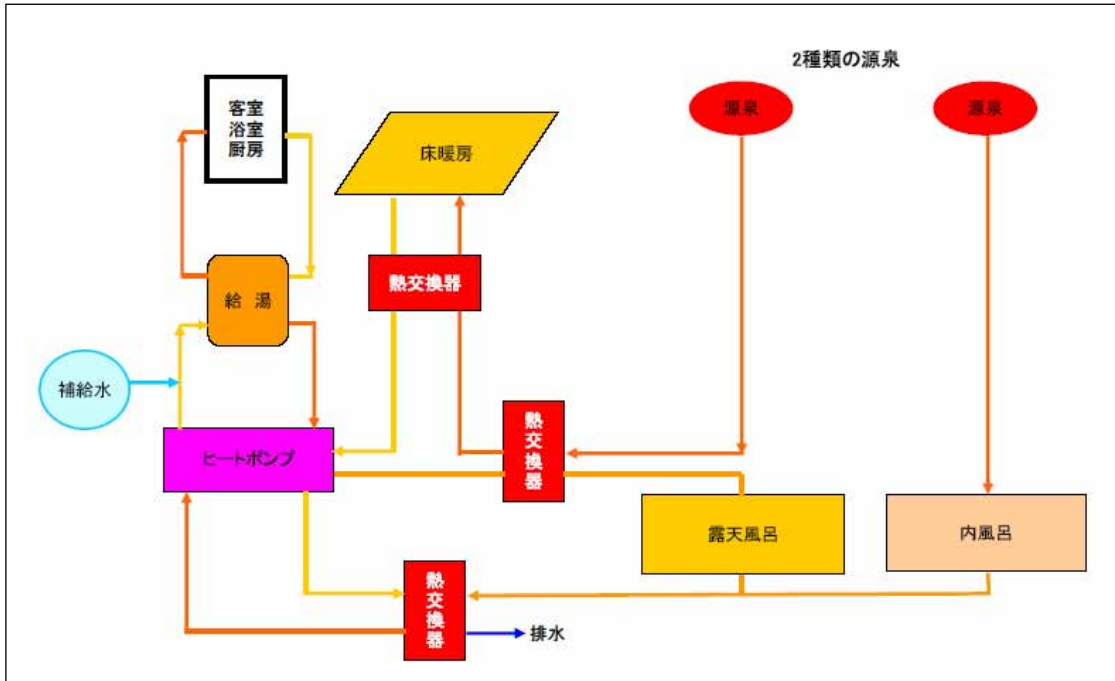 2種類の源泉
源泉
源泉
客室
浴室
厨房
床暖房
熱交換器
給 湯
補給水
ヒートポンプ
熱交換器
露天風呂
内風呂
熱交換器
排水